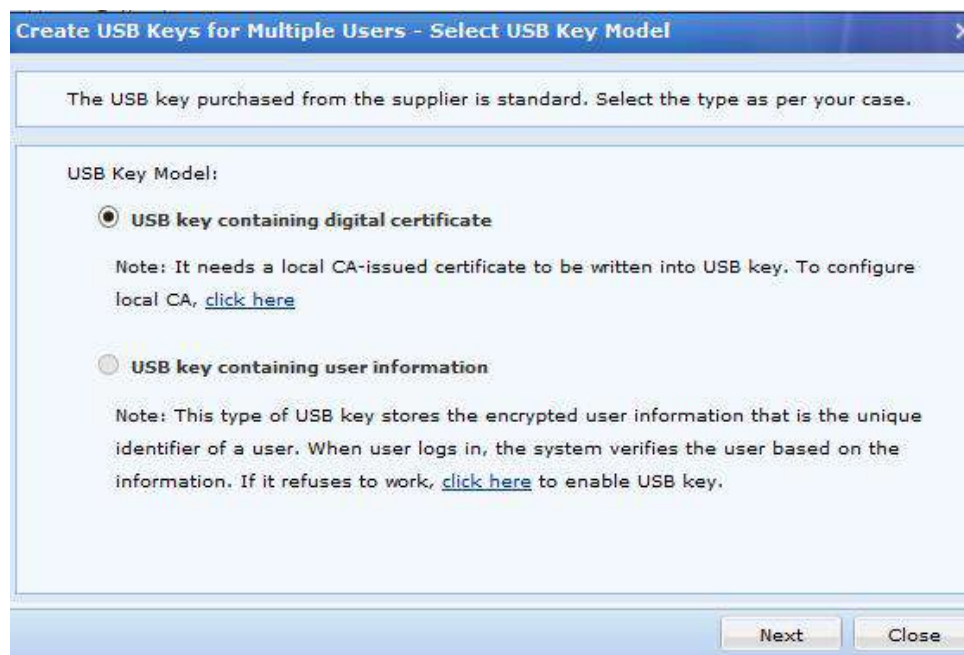 Create USB Keys for Multiple Users - Select USB Key Model
The USB key purchased from the supplier is standard. Select the type as per your case.
USB Key Model:
USB key containing digital certificate
Note: It needs a local CA-issued certificate to be written into USB key. To configure
local CA, click here
USB key containing user information
Note: This type of USB key stores the encrypted user information that is the unique
identifier of a user. When user logs in, the system verifies the user based on the
information. If it refuses to work, click here to enable USB key.
Next Close